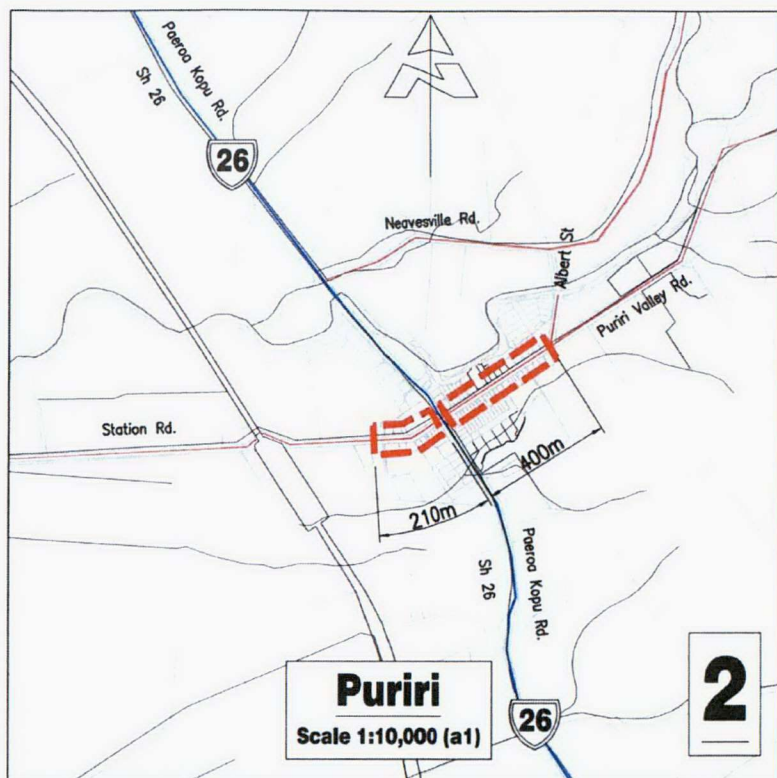 Paeroa Kopu Rd.
Sh 26
26
Neavesville Rd.
Albert St
Puriri Valley Rd.
Station Rd.
400m
210m
Paeroa Kopu Rd.
Sh 26
Puriri
Scale 1:10,000 (a1)
26
2